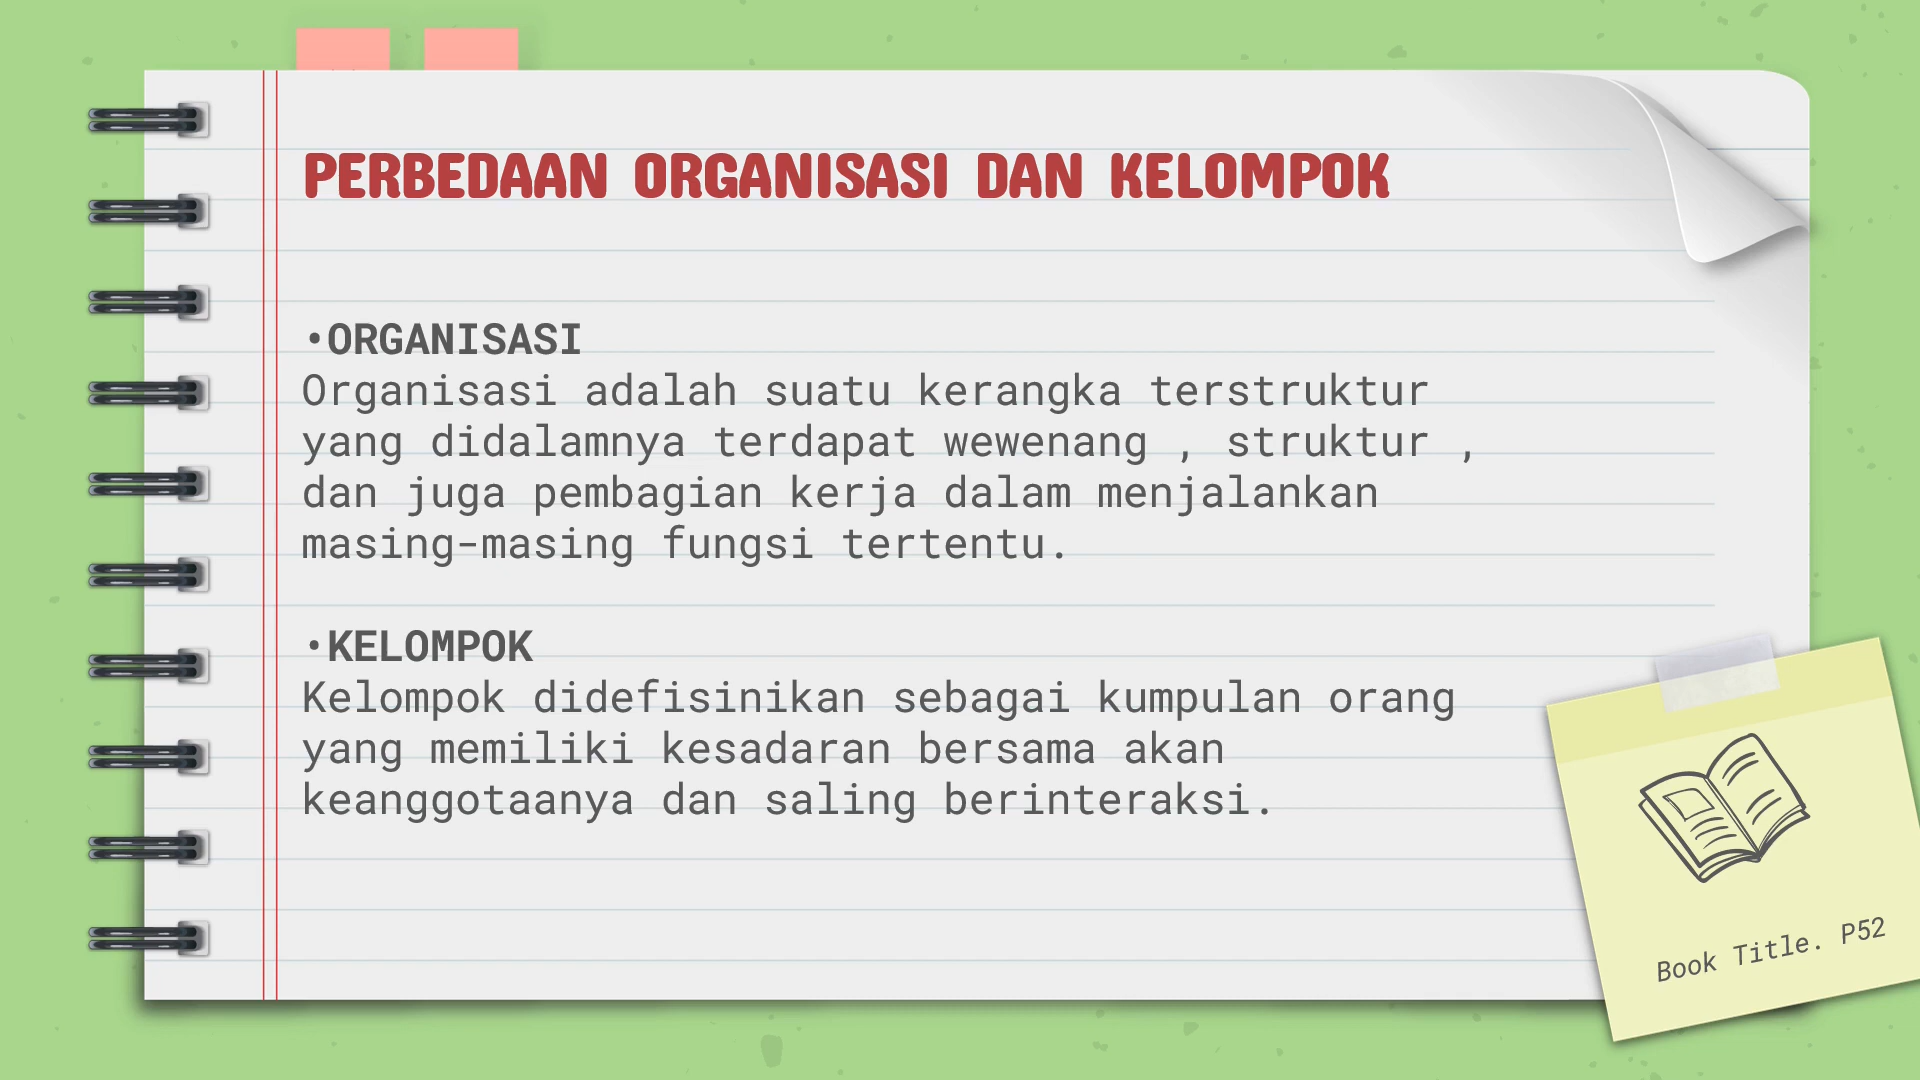 PERBEDAAN ORGANISASI DAN KELOMPOK
•ORGANISASI
Organisasi adalah suatu kerangka terstruktur
yang didalamnya terdapat wewenang , struktur ,
dan juga pembagian kerja dalam menjalankan
masing-masing fungsi tertentu.
•KELOMPOK
Kelompok didefisinikan sebagai kumpulan orang
yang memiliki kesadaran bersama akan
keanggotaanya dan saling berinteraksi.
Book Title. P52